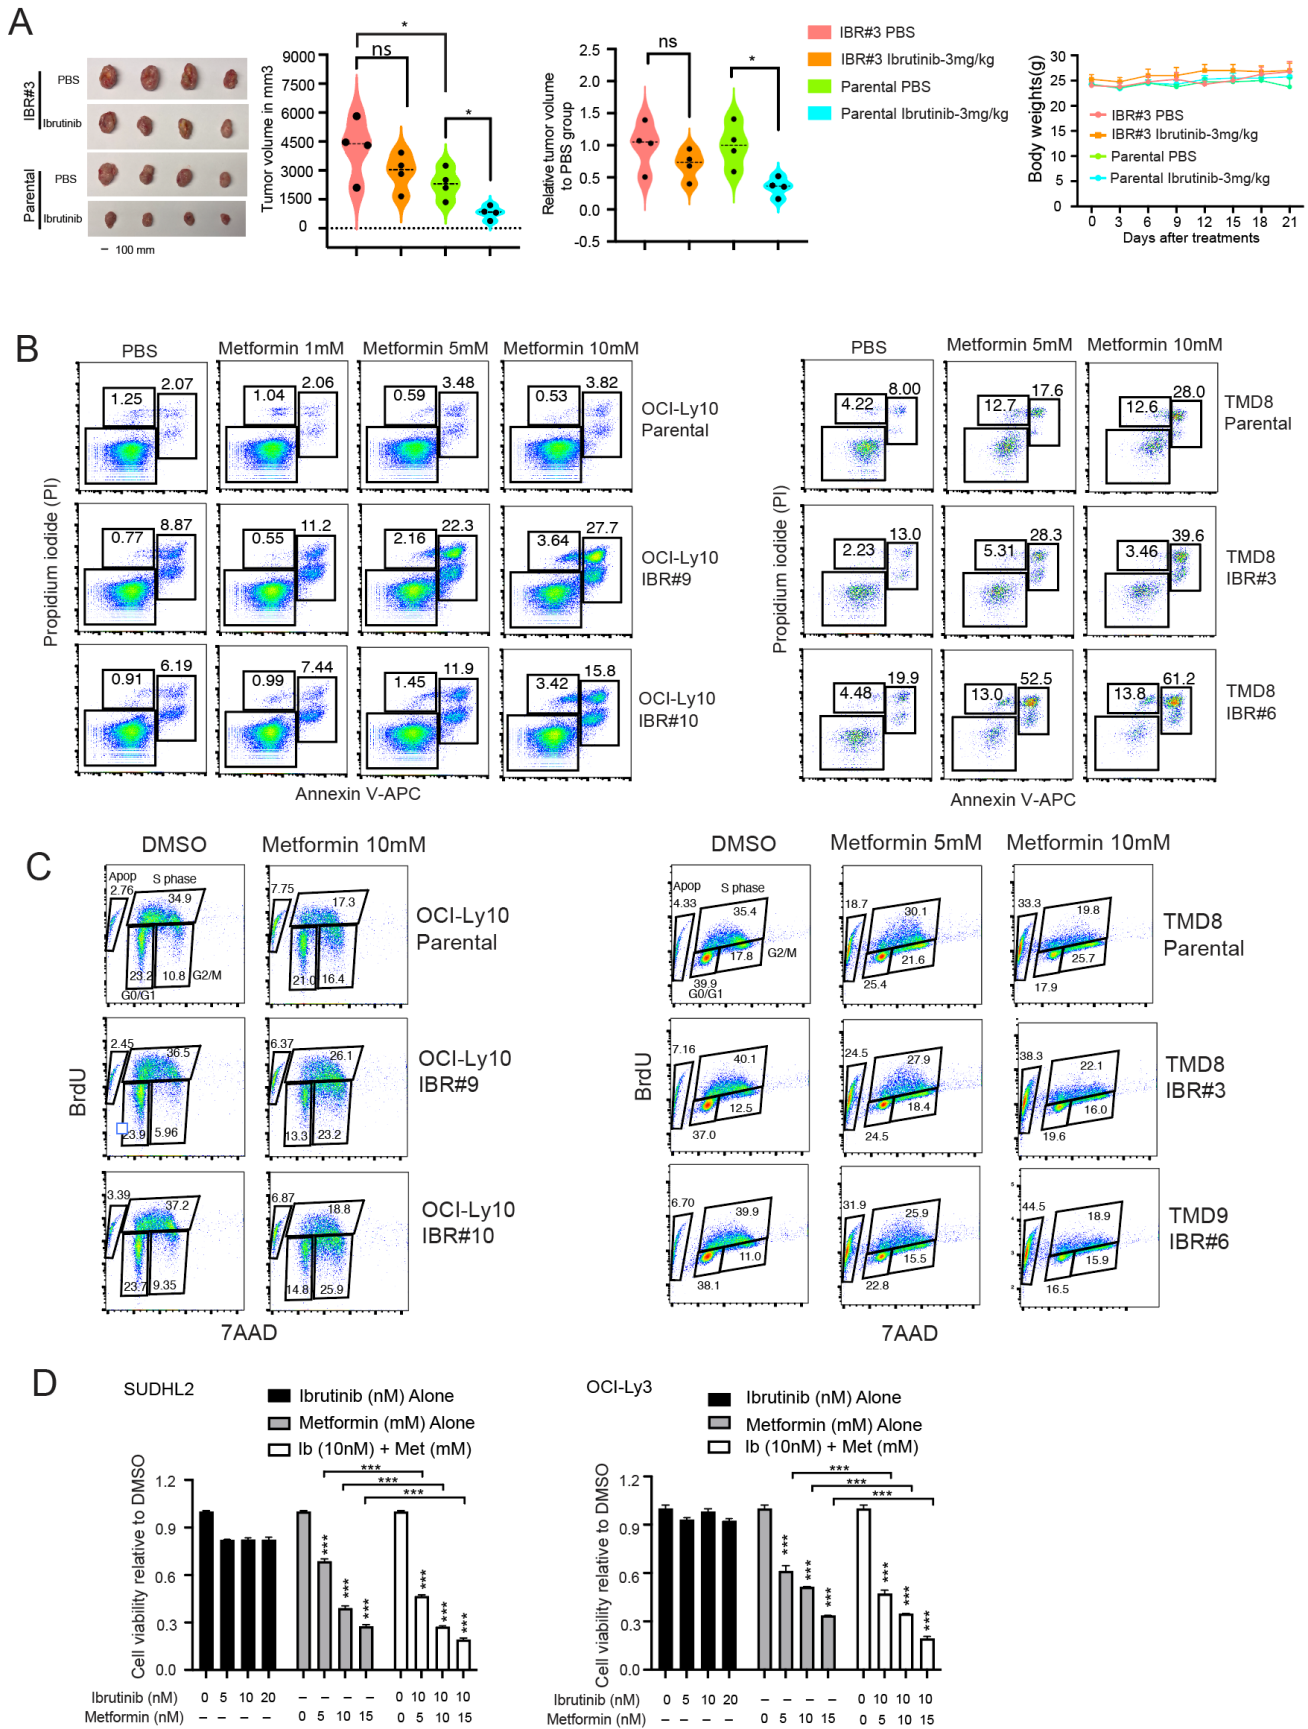 A
IBR#3
PBS
Ibrutinib
Parental
PBS
Ibrutinib
100 mm
Tumor volume in mm3
9000
7500
6000
4500
3000
1500
0
ns
*
*
Relative tumor volume
to PBS group
2.5
2.0
1.5
1.0
0.5
0.0
-0.5
ns
*
IBR#3 PBS
IBR#3 Ibrutinib-3mg/kg
Parental PBS
Parental Ibrutinib-3mg/kg
Body weights(g)
30
25
20
15
10
5
0
IBR#3 PBS
IBR#3 Ibrutinib-3mg/kg
Parental PBS
Parental Ibrutinib-3mg/kg
0 3 6 9 12 15 18 21
Days after treatments
B
PBS Metformin 1mM Metformin 5mM Metformin 10mM
1.25 2.07 1.04 2.06 0.59 3.48 0.53 3.82
OCI-Ly10
Parental
0.77 8.87 0.55 11.2 2.16 22.3 3.64 27.7
OCI-Ly10
IBR#9
0.91 6.19 0.99 7.44 1.45 11.9 3.42 15.8
OCI-Ly10
IBR#10
Propidium iodide (PI)
Annexin V-APC
PBS Metformin 5mM Metformin 10mM
4.22 8.00 12.7 17.6 12.6 28.0
TMD8
Parental
2.23 13.0 5.31 28.3 3.46 39.6
TMD8
IBR#3
4.48 19.9 13.0 52.5 13.8 61.2
TMD8
IBR#6
Propidium iodide (PI)
Annexin V-APC
C
DMSO Metformin 10mM
Apop
2.76
S phase
34.9
23.2
10.8
G2/M
G0/G1
7.75
17.3
21.0
16.4
OCI-Ly10
Parental
2.45
36.5
23.9
5.96
6.37
26.1
13.3
23.2
OCI-Ly10
IBR#9
3.39
37.2
23.7
9.35
6.87
18.8
14.8
25.9
OCI-Ly10
IBR#10
BrdU
7AAD
DMSO Metformin 5mM Metformin 10mM
Apop
4.33
S phase
35.4
17.8
G2/M
39.9
G0/G1
18.7
30.1
21.6
25.4
33.3
19.8
25.7
17.9
TMD8
Parental
7.16
40.1
12.5
37.0
24.5
27.9
18.4
24.5
38.3
22.1
16.0
19.6
TMD8
IBR#3
6.70
39.9
11.0
38.1
31.9
25.9
15.5
22.8
44.5
18.9
15.9
16.5
5
4
3
2
TMD9
IBR#6
BrdU
7AAD
D
SUDHL2
Ibrutinib (nM) Alone
Metformin (mM) Alone
Ib (10nM) + Met (mM)
Cell viability relative to DMSO
1.2
0.9
0.6
0.3
0.0
***
***
***
***
***
***
***
***
***
Ibrutinib (nM) 0 5 10 20 – – – – 0 10 10 10
Metformin (nM) – – – – 0 5 10 15 0 5 10 15
OCI-Ly3
Ibrutinib (nM) Alone
Metformin (mM) Alone
Ib (10nM) + Met (mM)
Cell viability relative to DMSO
1.2
0.9
0.6
0.3
0.0
***
***
***
***
***
***
***
***
***
Ibrutinib (nM) 0 5 10 20 – – – – 0 10 10 10
Metformin (nM) – – – – 0 5 10 15 0 5 10 15